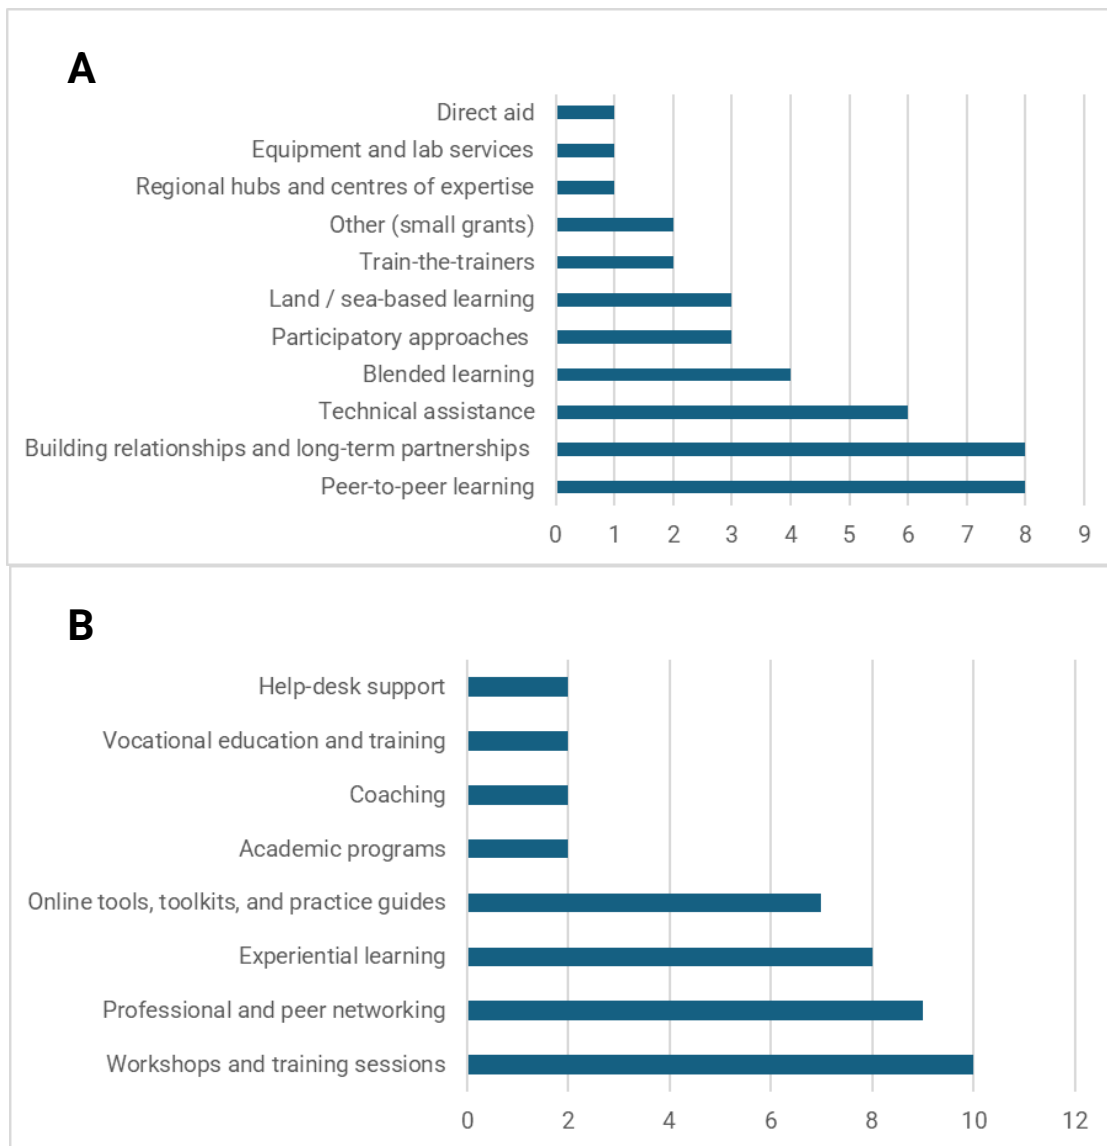 A
Direct aid
Equipment and lab services
Regional hubs and centres of expertise
Other (small grants)
Train-the-trainers
Land / sea-based learning
Participatory approaches
Blended learning
Technical assistance
Building relationships and long-term partnerships
Peer-to-peer learning
0 1 2 3 4 5 6 7 8 9
B
Help-desk support
Vocational education and training
Coaching
Academic programs
Online tools, toolkits, and practice guides
Experiential learning
Professional and peer networking
Workshops and training sessions
0 2 4 6 8 10 12